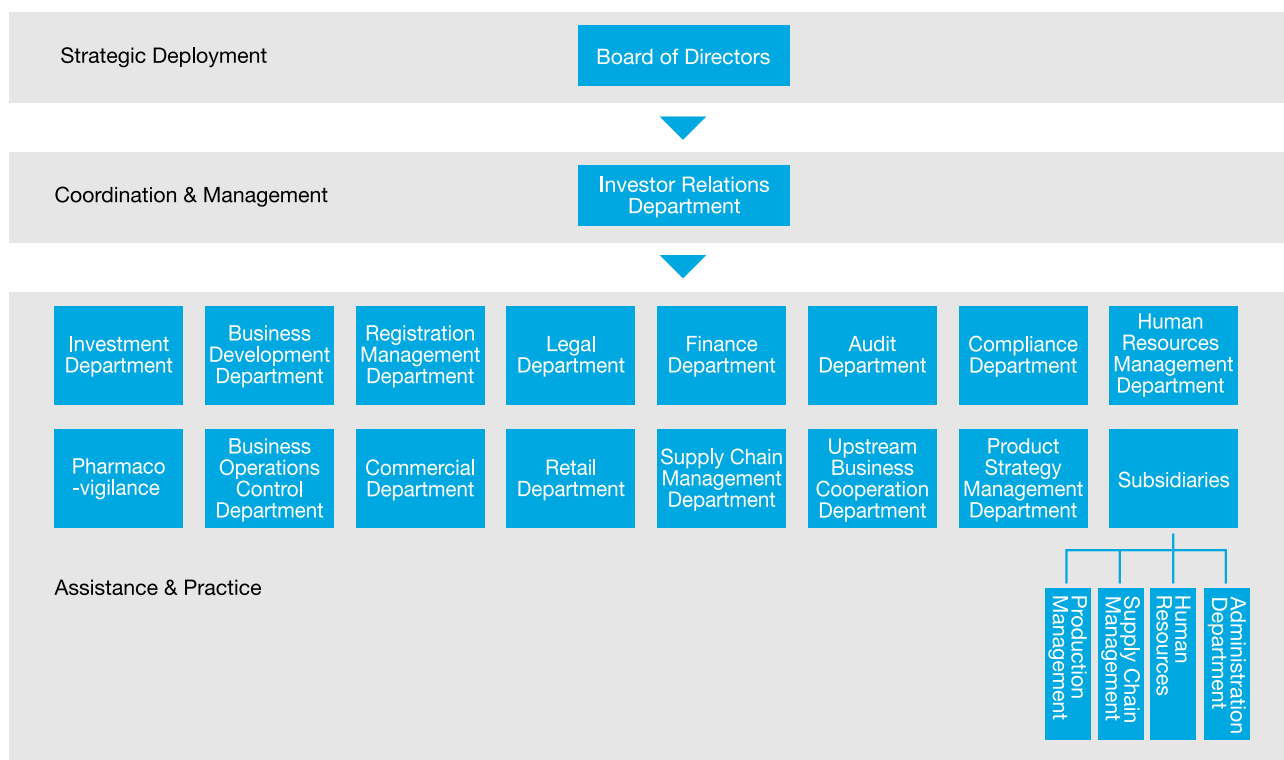 Strategic Deployment
Board of Directors
Coordination & Management
Investor Relations
Department
Investment
Department
Business
Development
Department
Registration
Management
Department
Legal
Department
Finance
Department
Audit
Department
Compliance
Department
Human
Resources
Management
Department
Pharmaco
-vigilance
Business
Operations
Control
Department
Commercial
Department
Retail
Department
Supply Chain
Management
Department
Upstream
Business
Cooperation
Department
Product
Strategy
Management
Department
Subsidiaries
Assistance & Practice
Production
Management
Supply Chain
Management
Human
Resources
Administration
Department